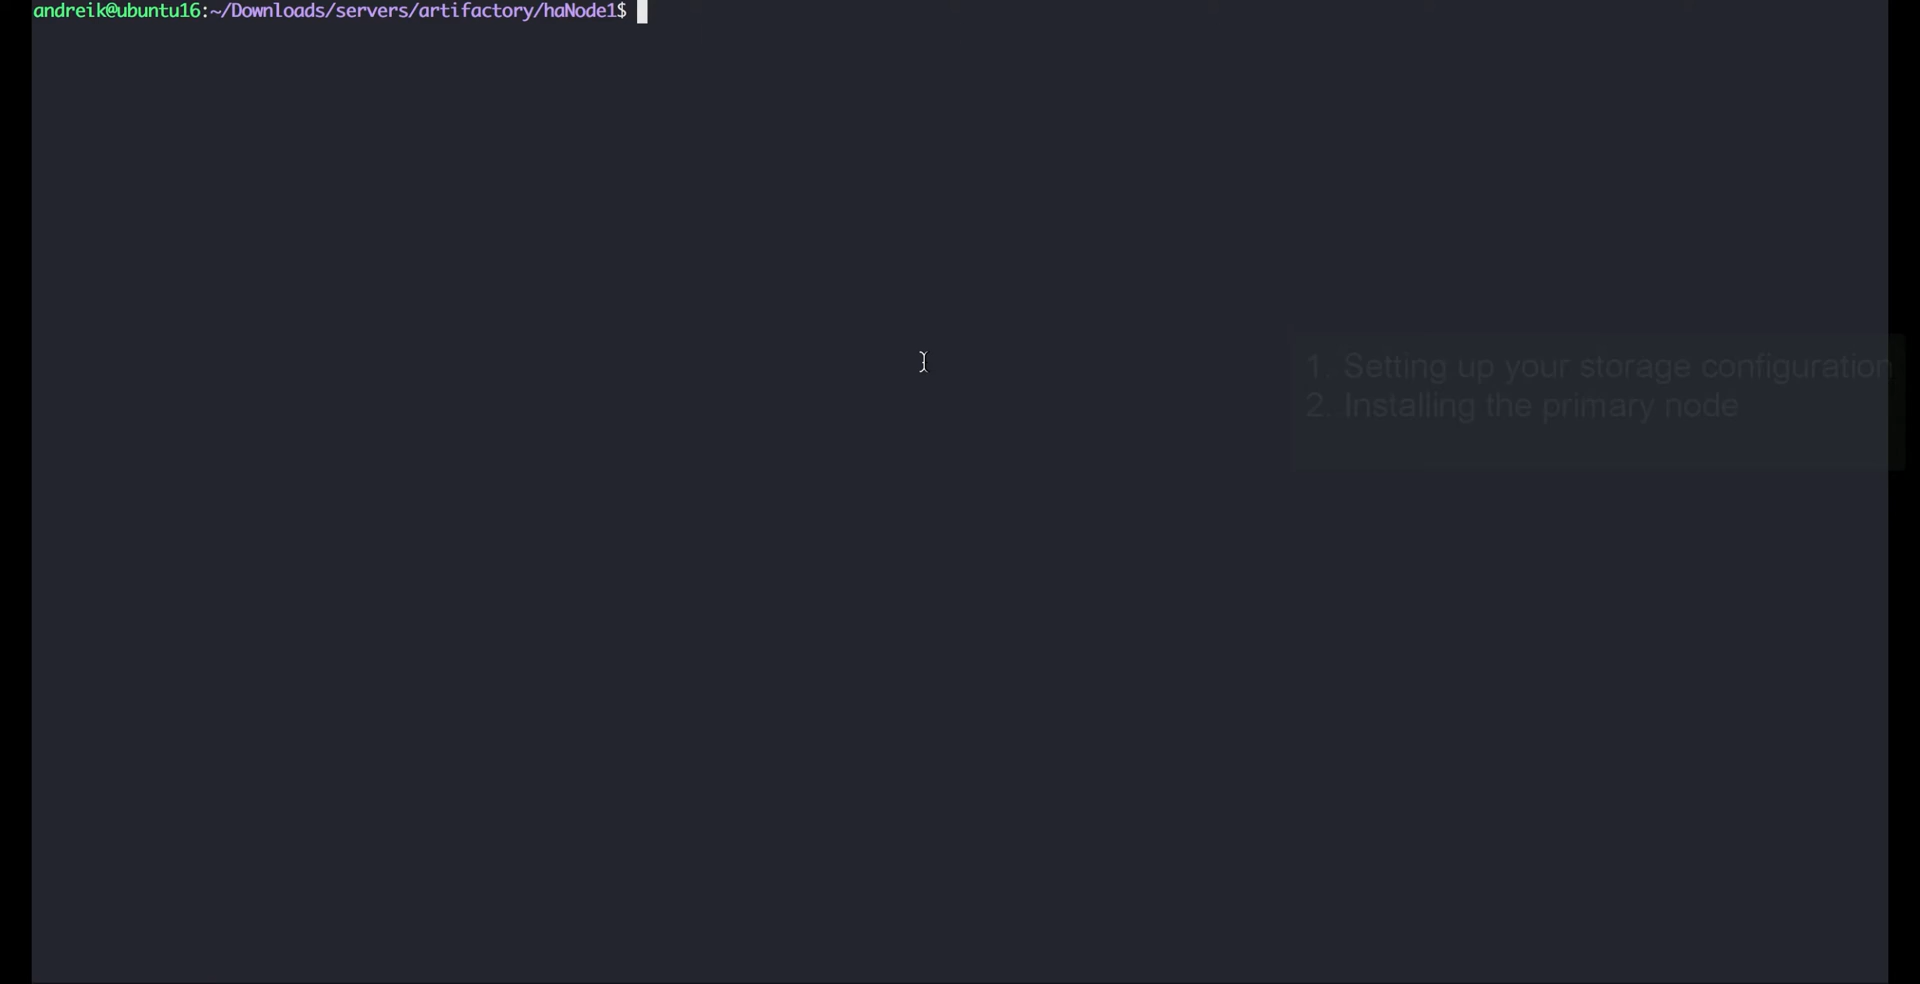 andreik@ubuntu16:~/Downloads/servers/artifactory/haNode1$
1. Setting up your storage configuration
2. Installing the primary node